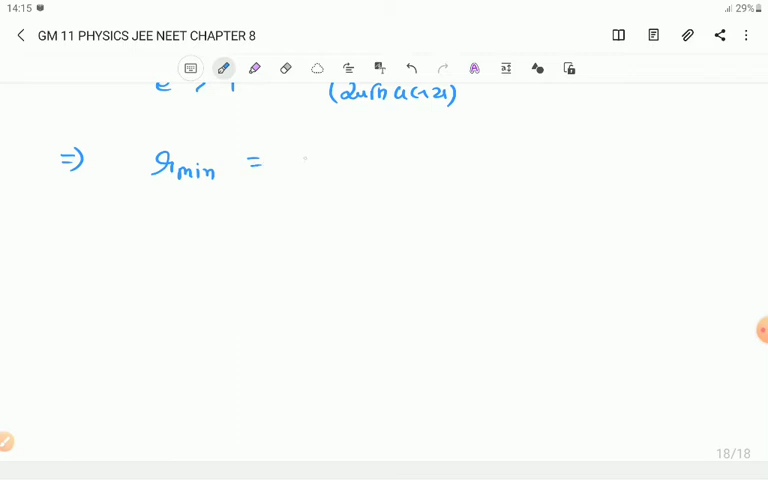 14:15 29%
GM 11 PHYSICS JEE NEET CHAPTER 8
⇒ r_min =
18/18